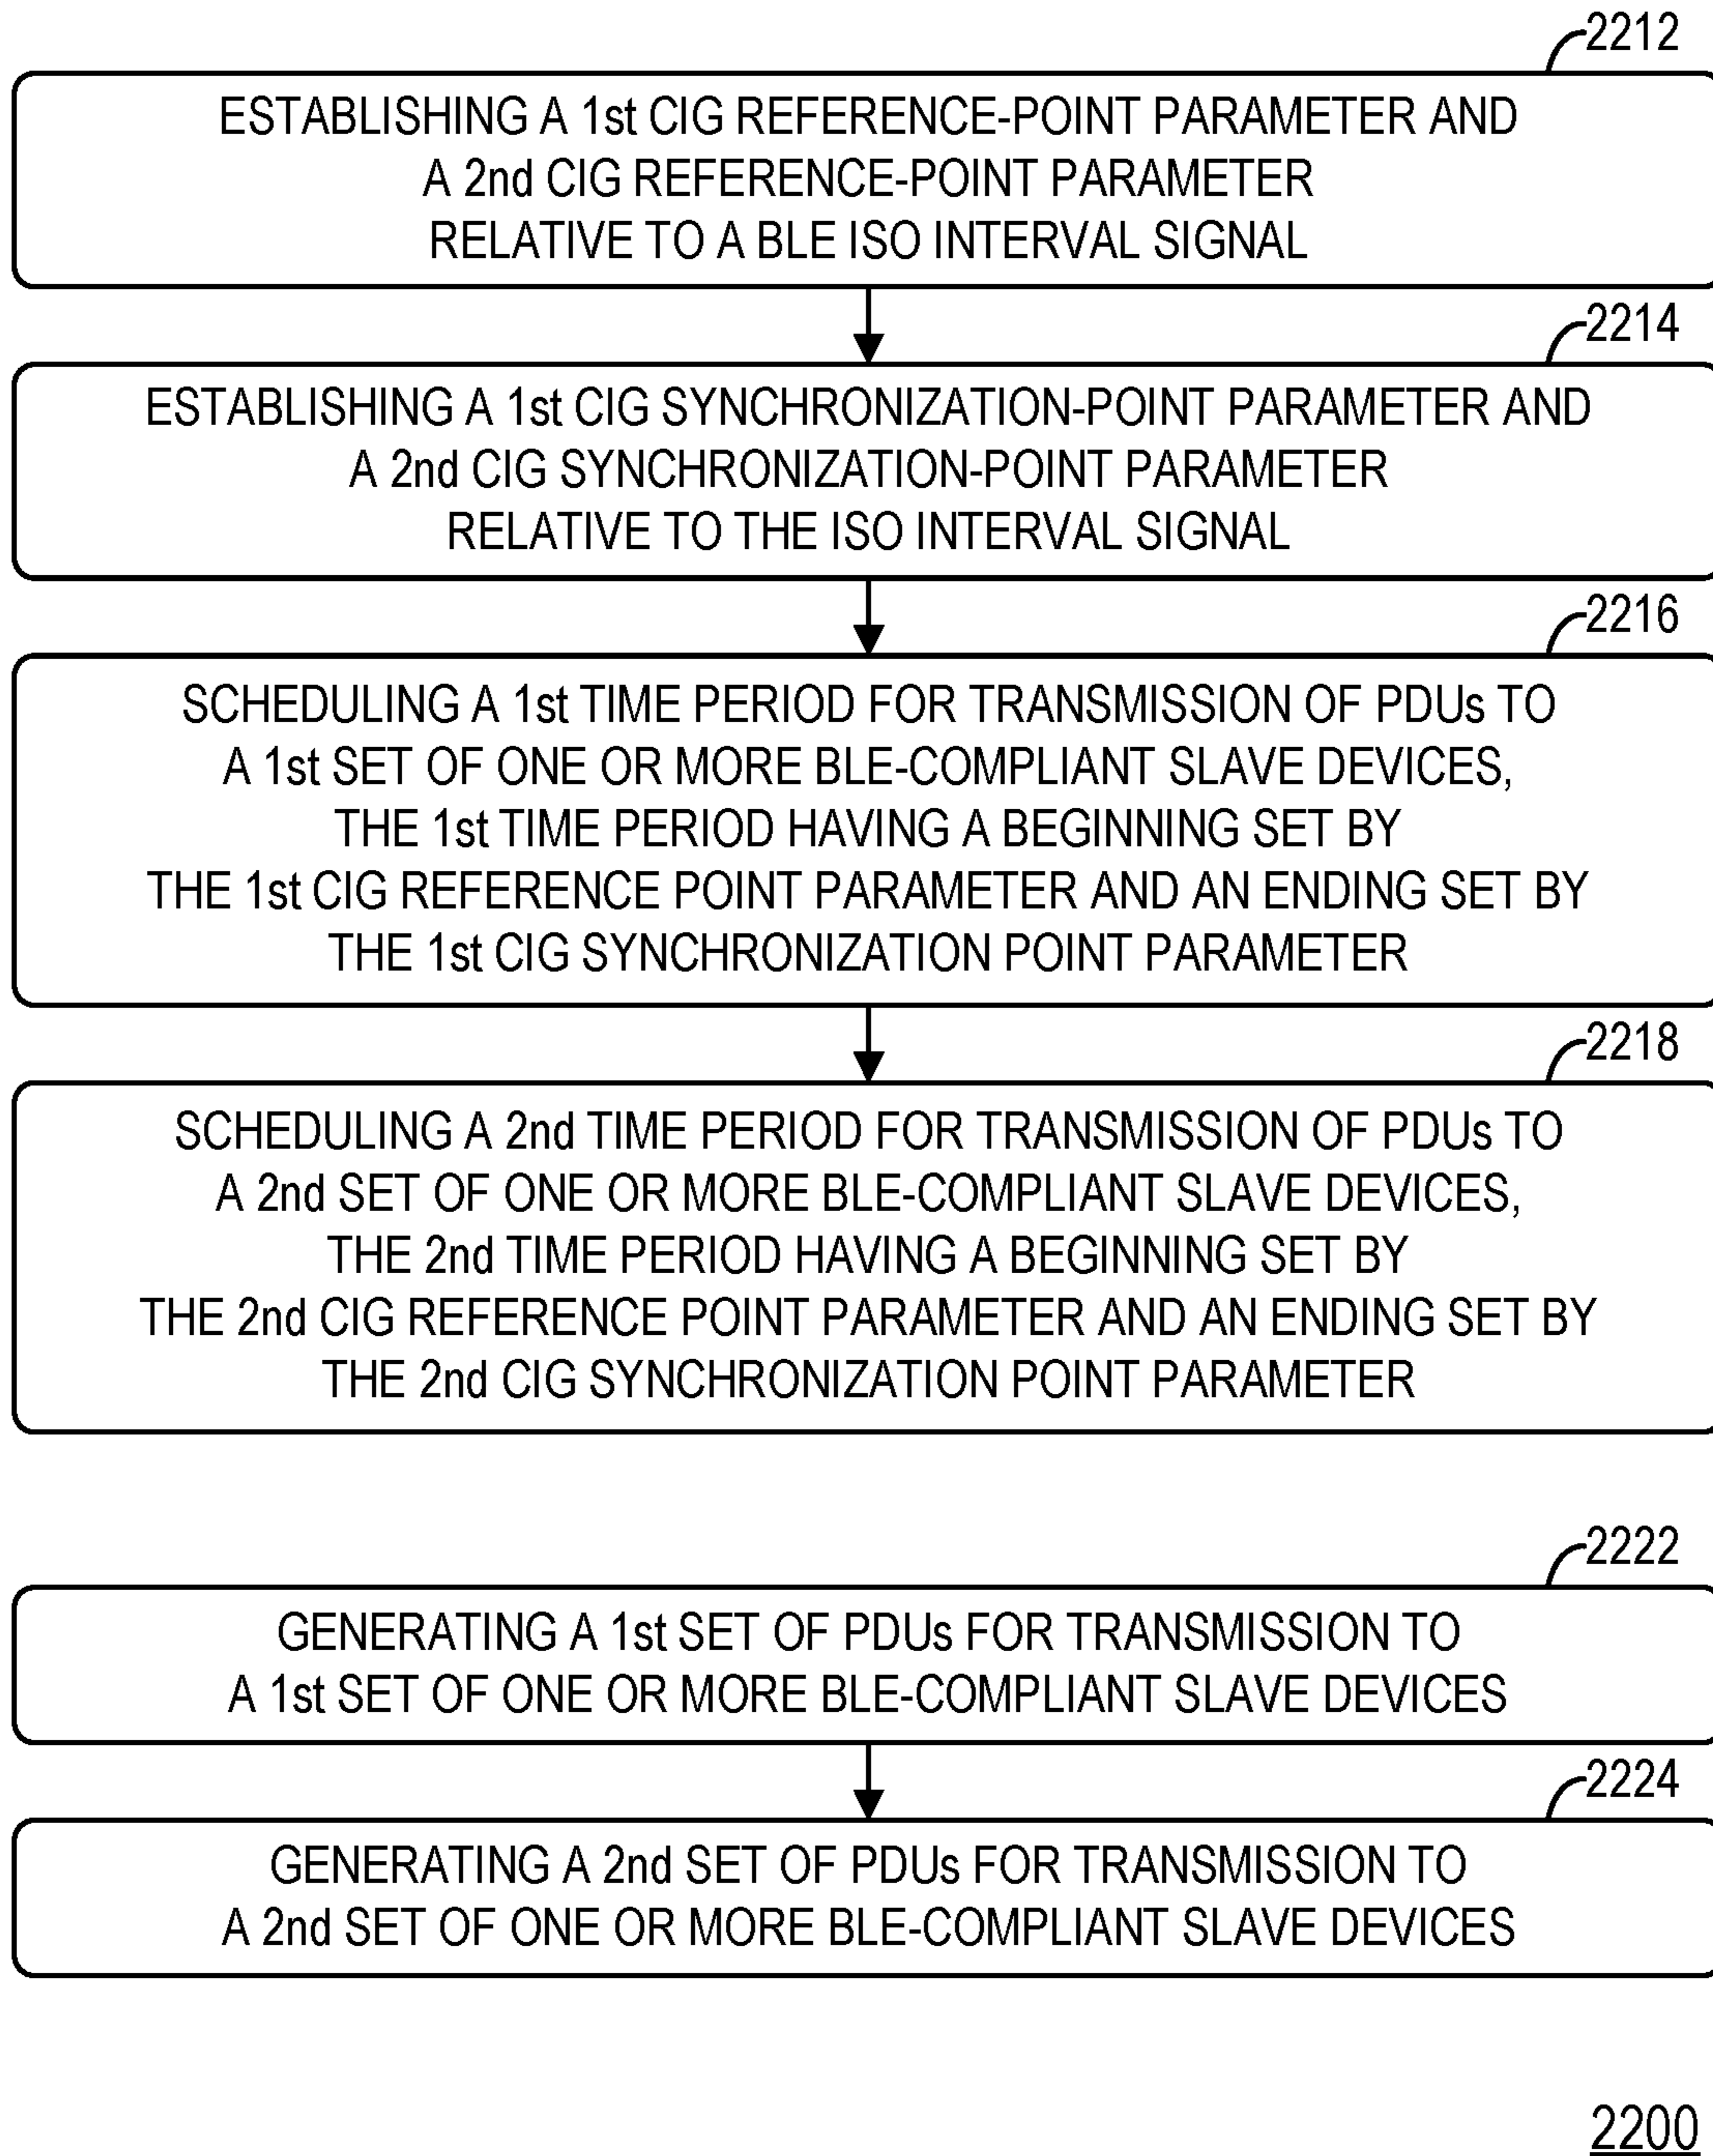 2212
ESTABLISHING A 1st CIG REFERENCE-POINT PARAMETER AND
A 2nd CIG REFERENCE-POINT PARAMETER
RELATIVE TO A BLE ISO INTERVAL SIGNAL
2214
ESTABLISHING A 1st CIG SYNCHRONIZATION-POINT PARAMETER AND
A 2nd CIG SYNCHRONIZATION-POINT PARAMETER
RELATIVE TO THE ISO INTERVAL SIGNAL
2216
SCHEDULING A 1st TIME PERIOD FOR TRANSMISSION OF PDUs TO
A 1st SET OF ONE OR MORE BLE-COMPLIANT SLAVE DEVICES,
THE 1st TIME PERIOD HAVING A BEGINNING SET BY
THE 1st CIG REFERENCE POINT PARAMETER AND AN ENDING SET BY
THE 1st CIG SYNCHRONIZATION POINT PARAMETER
2218
SCHEDULING A 2nd TIME PERIOD FOR TRANSMISSION OF PDUs TO
A 2nd SET OF ONE OR MORE BLE-COMPLIANT SLAVE DEVICES,
THE 2nd TIME PERIOD HAVING A BEGINNING SET BY
THE 2nd CIG REFERENCE POINT PARAMETER AND AN ENDING SET BY
THE 2nd CIG SYNCHRONIZATION POINT PARAMETER
2222
GENERATING A 1st SET OF PDUs FOR TRANSMISSION TO
A 1st SET OF ONE OR MORE BLE-COMPLIANT SLAVE DEVICES
2224
GENERATING A 2nd SET OF PDUs FOR TRANSMISSION TO
A 2nd SET OF ONE OR MORE BLE-COMPLIANT SLAVE DEVICES
2200